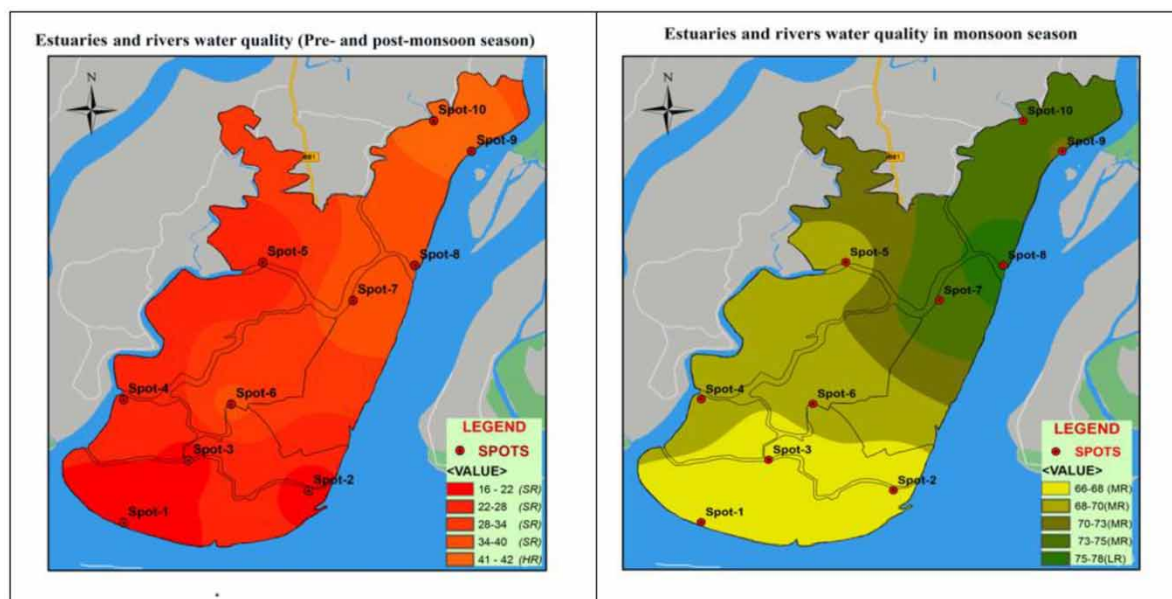 Estuaries and rivers water quality (Pre- and post-monsoon season)
N
Spot-10
Spot-9
R81
Spot-5
Spot-8
Spot-7
Spot-4
Spot-6
Spot-3
Spot-2
Spot-1
LEGEND
SPOTS
<VALUE>
16 - 22 (SR)
22-28 (SR)
28-34 (SR)
34-40 (SR)
41 - 42 (HR)
Estuaries and rivers water quality in monsoon season
N
Spot-10
Spot-9
R81
Spot-5
Spot-8
Spot-7
Spot-4
Spot-6
Spot-3
Spot-2
Spot-1
LEGEND
SPOTS
<VALUE>
66-68 (MR)
68-70(MR)
70-73(MR)
73-75(MR)
75-78(LR)